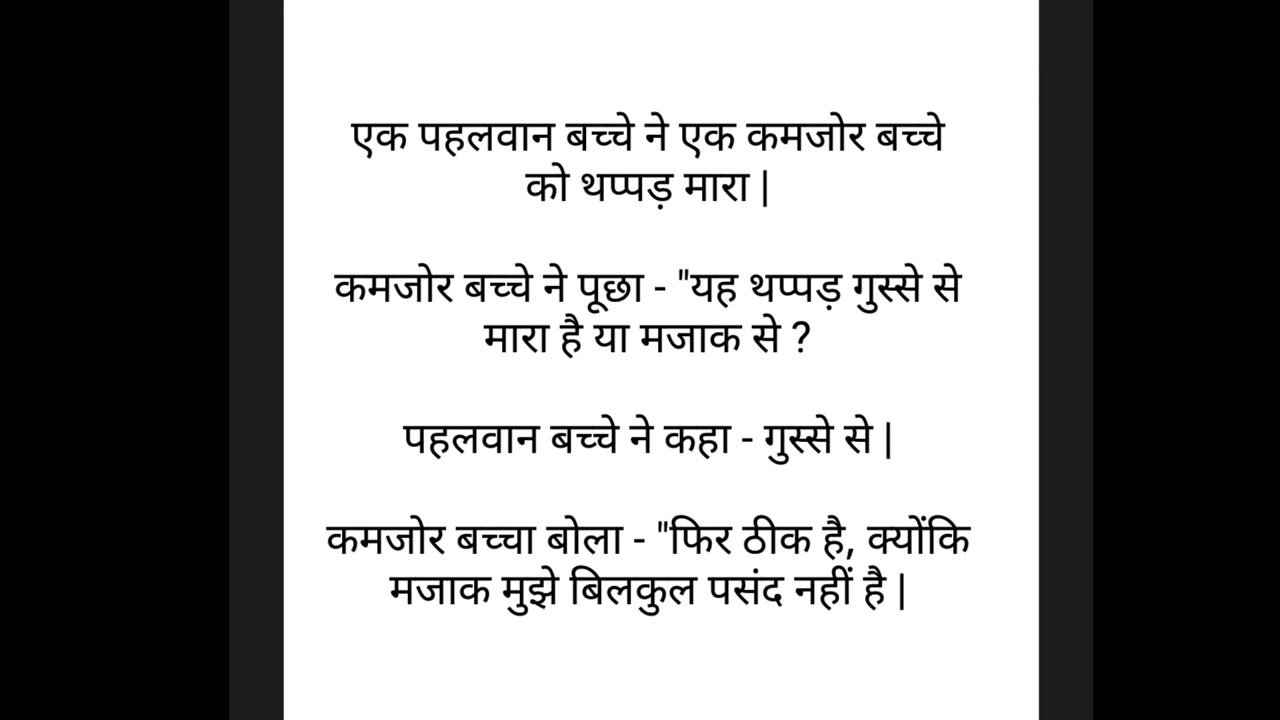 एक पहलवान बच्चे ने एक कमजोर बच्चे
को थप्पड़ मारा |
कमजोर बच्चे ने पूछा - "यह थप्पड़ गुस्से से
मारा है या मजाक से ?
पहलवान बच्चे ने कहा - गुस्से से |
कमजोर बच्चा बोला - "फिर ठीक है, क्योंकि
मजाक मुझे बिलकुल पसंद नहीं है |